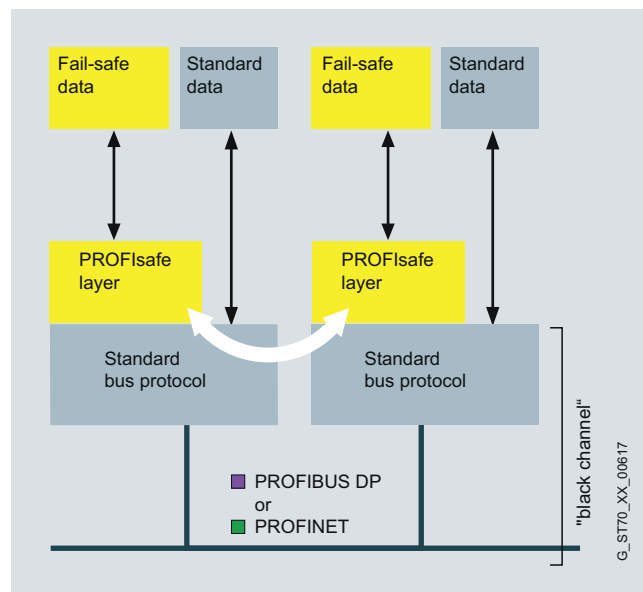 Fail-safe
data
Standard
data
Fail-safe
data
Standard
data
PROFIsafe
layer
PROFIsafe
layer
Standard
bus protocol
Standard
bus protocol
PROFIBUS DP
or
PROFINET
"black channel“
G_ST70_XX_00617